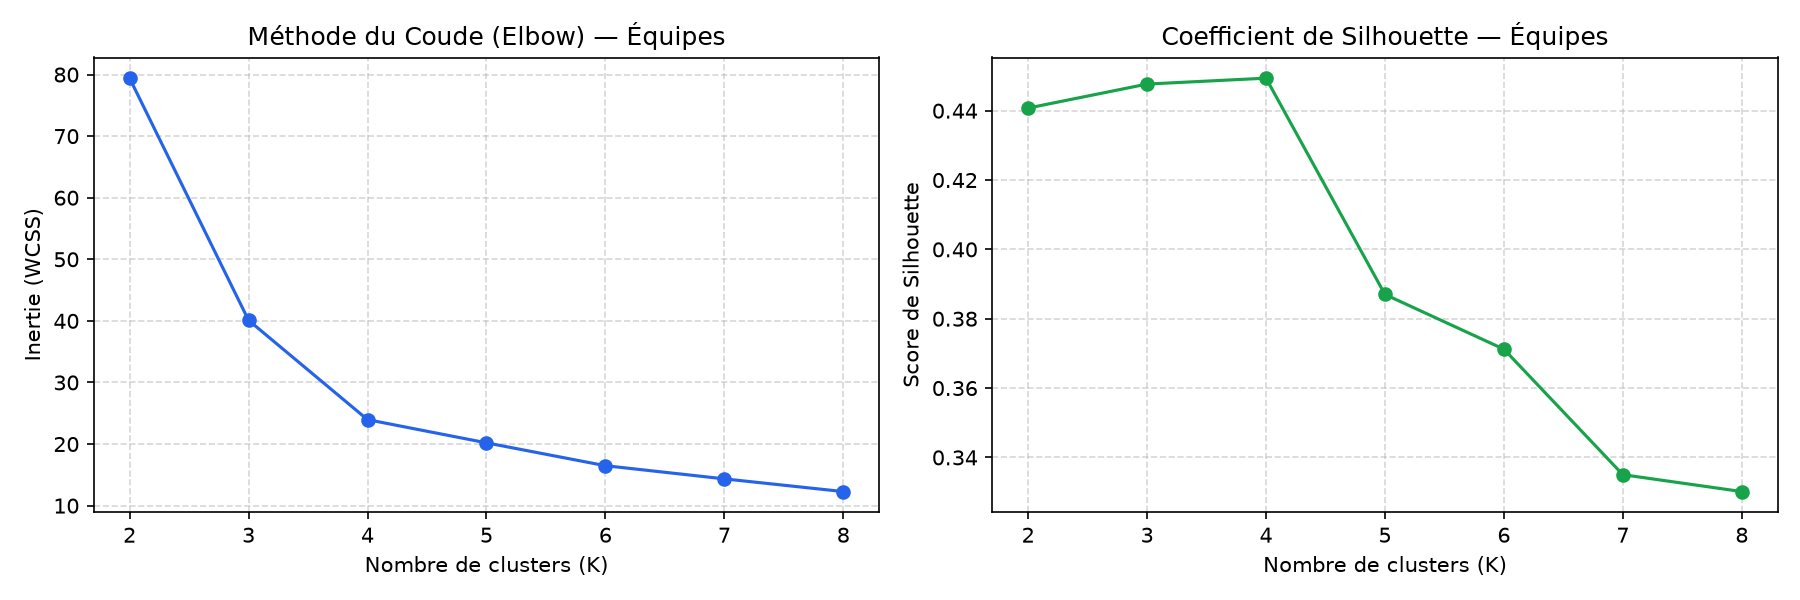 Méthode du Coude (Elbow) — Équipes
Inertie (WCSS)
80
70
60
50
40
30
20
10
2 3 4 5 6 7 8
Nombre de clusters (K)
Coefficient de Silhouette — Équipes
Score de Silhouette
0.44
0.42
0.40
0.38
0.36
0.34
2 3 4 5 6 7 8
Nombre de clusters (K)